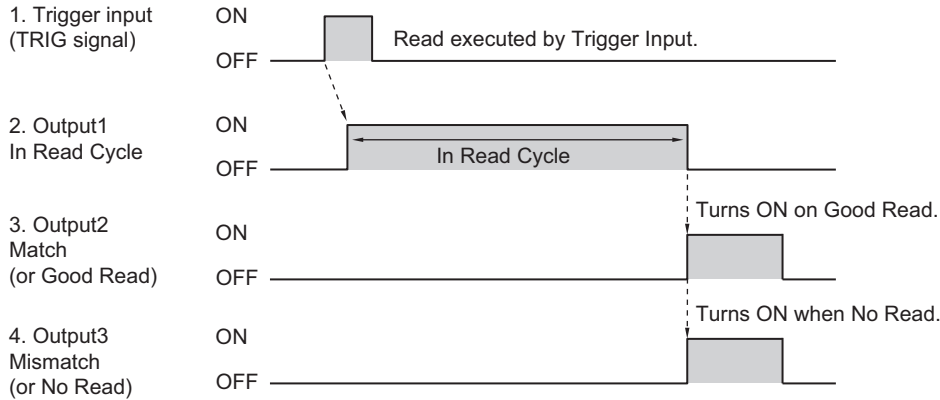 1. Trigger input
(TRIG signal)
ON
OFF
Read executed by Trigger Input.
2. Output1
In Read Cycle
ON
OFF
In Read Cycle
3. Output2
Match
(or Good Read)
ON
OFF
Turns ON on Good Read.
4. Output3
Mismatch
(or No Read)
ON
OFF
Turns ON when No Read.